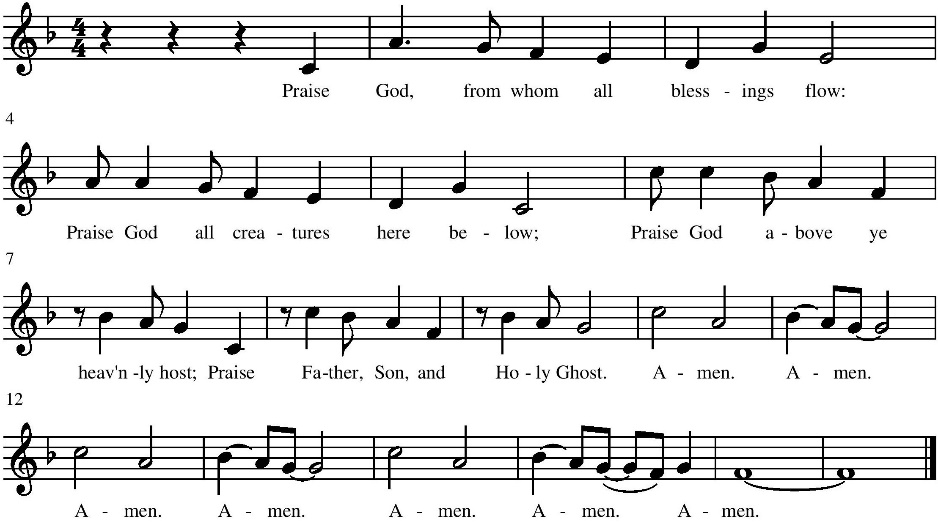 Praise God, from whom all bless - ings flow:
4
Praise God all crea - tures here be - low; Praise God a - bove ye
7
heav'n -ly host; Praise Fa-ther, Son, and Ho - ly Ghost. A - men. A - men.
12
A - men. A - men. A - men. A - men. A - men.